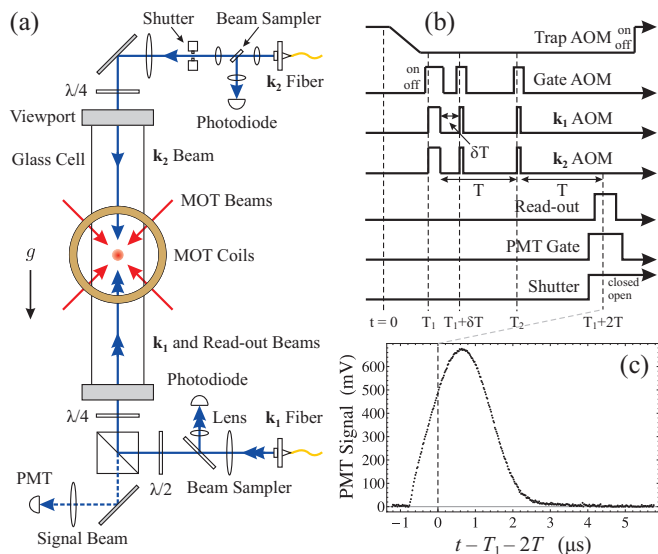 (a)
Shutter
Beam Sampler
k₂ Fiber
λ/4
Photodiode
Viewport
Glass Cell
k₂ Beam
MOT Beams
MOT Coils
g
k₁ and Read-out Beams
Photodiode
λ/4
Lens
k₁ Fiber
λ/2
Beam Sampler
PMT
Signal Beam
(b)
on
off
Trap AOM
on
off
Gate AOM
k₁ AOM
δT
k₂ AOM
T
T
Read-out
PMT Gate
Shutter
closed
open
t = 0
T₁
T₁+δT
T₂
T₁+2T
(c)
PMT Signal (mV)
600
500
400
300
200
100
0
-1
0
1
2
3
4
5
t – T₁ – 2T (μs)